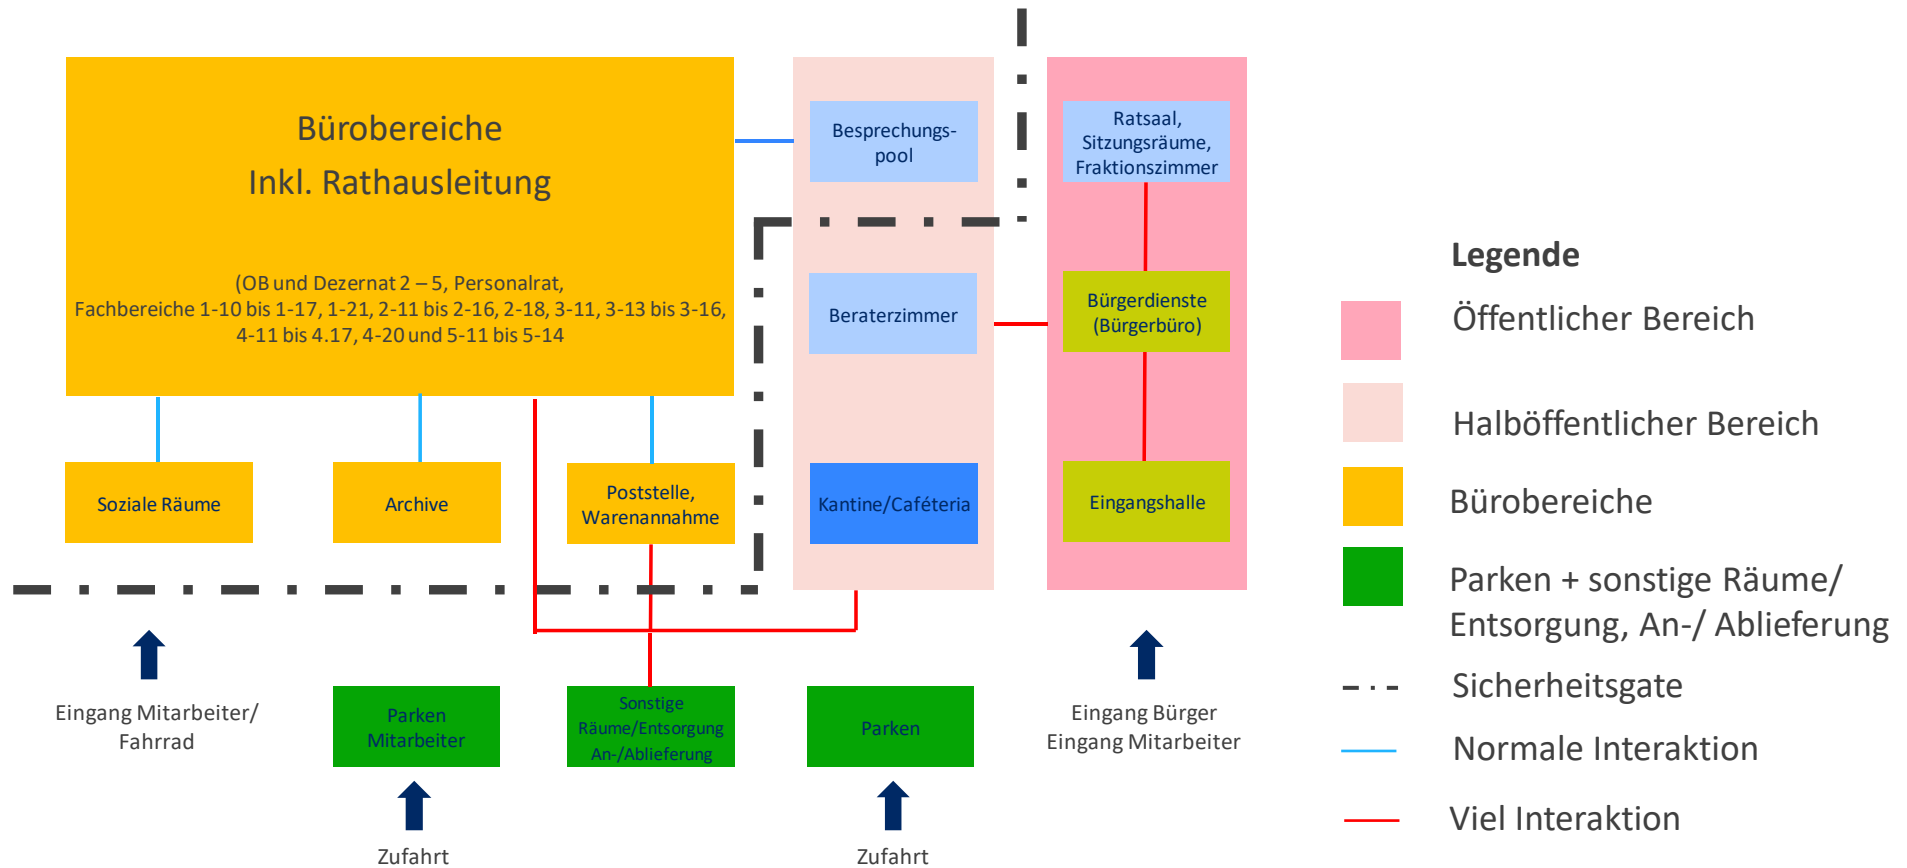 Bürobereiche
Inkl. Rathausleitung
(OB und Dezernat 2 – 5, Personalrat,
Fachbereiche 1-10 bis 1-17, 1-21, 2-11 bis 2-16, 2-18, 3-11, 3-13 bis 3-16,
4-11 bis 4.17, 4-20 und 5-11 bis 5-14
Besprechungs-
pool
Ratsaal,
Sitzungsräume,
Fraktionszimmer
Beraterzimmer
Bürgerdienste
(Bürgerbüro)
Soziale Räume
Archive
Poststelle,
Warenannahme
Kantine/Caféteria
Eingangshalle
Eingang Mitarbeiter/
Fahrrad
Parken
Mitarbeiter
Sonstige
Räume/Entsorgung
An-/Ablieferung
Parken
Eingang Bürger
Eingang Mitarbeiter
Zufahrt
Zufahrt
Legende
Öffentlicher Bereich
Halböffentlicher Bereich
Bürobereiche
Parken + sonstige Räume/
Entsorgung, An-/ Ablieferung
Sicherheitsgate
Normale Interaktion
Viel Interaktion